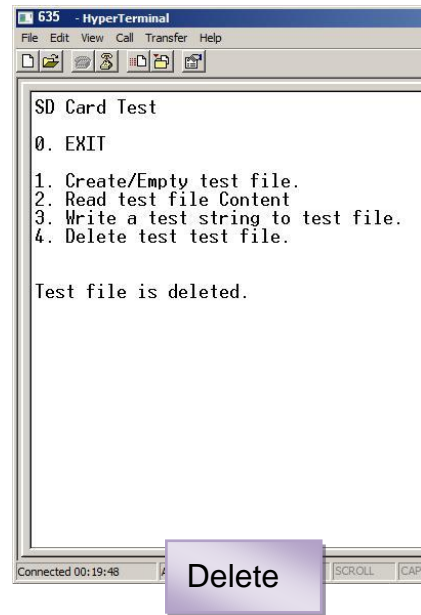 635 - HyperTerminal
File Edit View Call Transfer Help
SD Card Test
0. EXIT
1. Create/Empty test file.
2. Read test file Content
3. Write a test string to test file.
4. Delete test test file.
Test file is deleted.
Connected 00:19:48 A SCROLL CAP
Delete